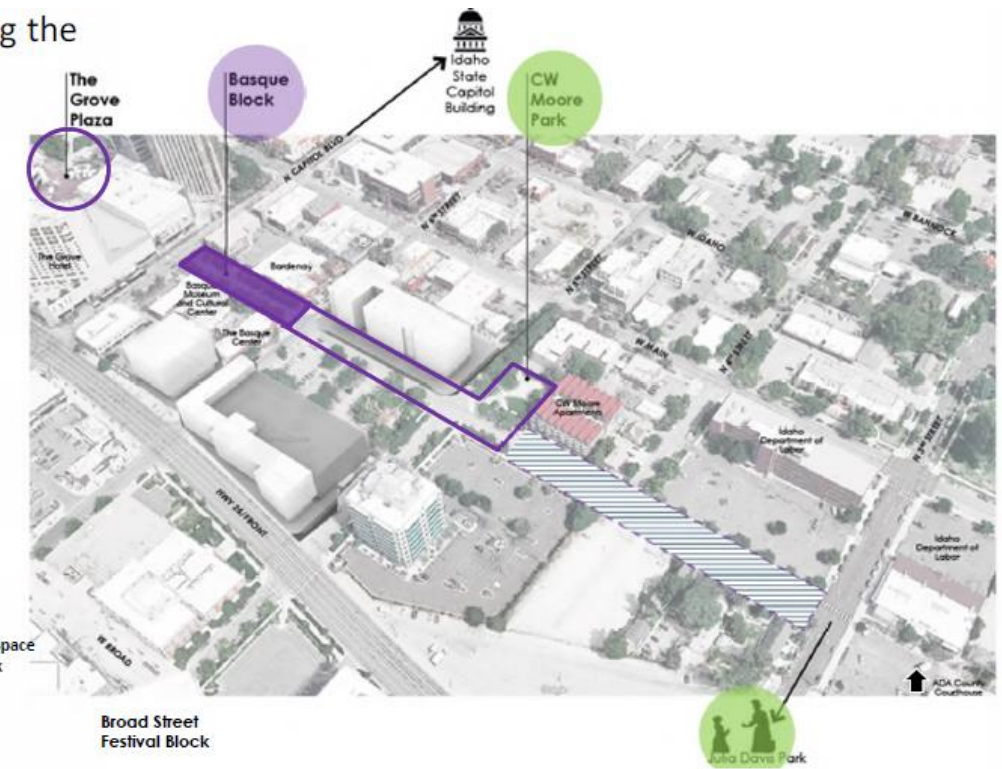 g the
The
Grove
Plaza
Basque
Block
Idaho
State
Capitol
Building
CW
Moore
Park
N CAPITOL BLVD
N 6TH STREET
W BANNOCK
W IDAHO
The Grove
Hotel
Bardenay
Basque
Museum
and Cultural
Center
The Basque
Center
W MAIN
CW Moore
Apartments
Idaho
Department of
Labor
N 3RD STREET
HWY 26/FRONT
Idaho
Department of
Labor
pace
W BROAD
ADA County
Courthouse
Broad Street
Festival Block
Julia Davis Park